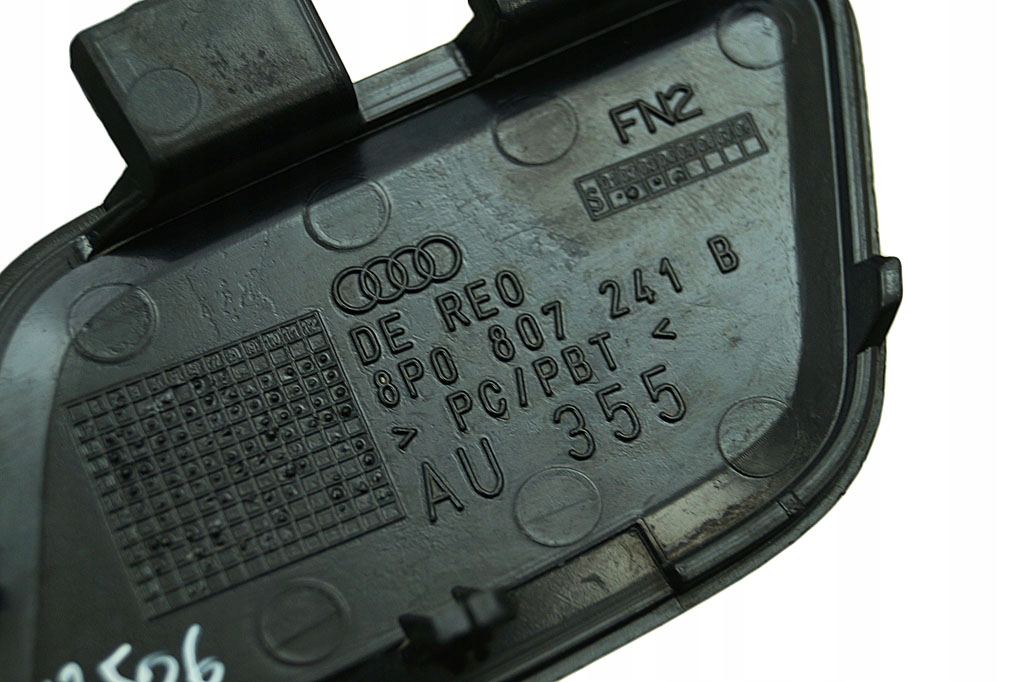 FN2
S
DE REO
8P0 807 241 B
> PC/PBT <
AU 355